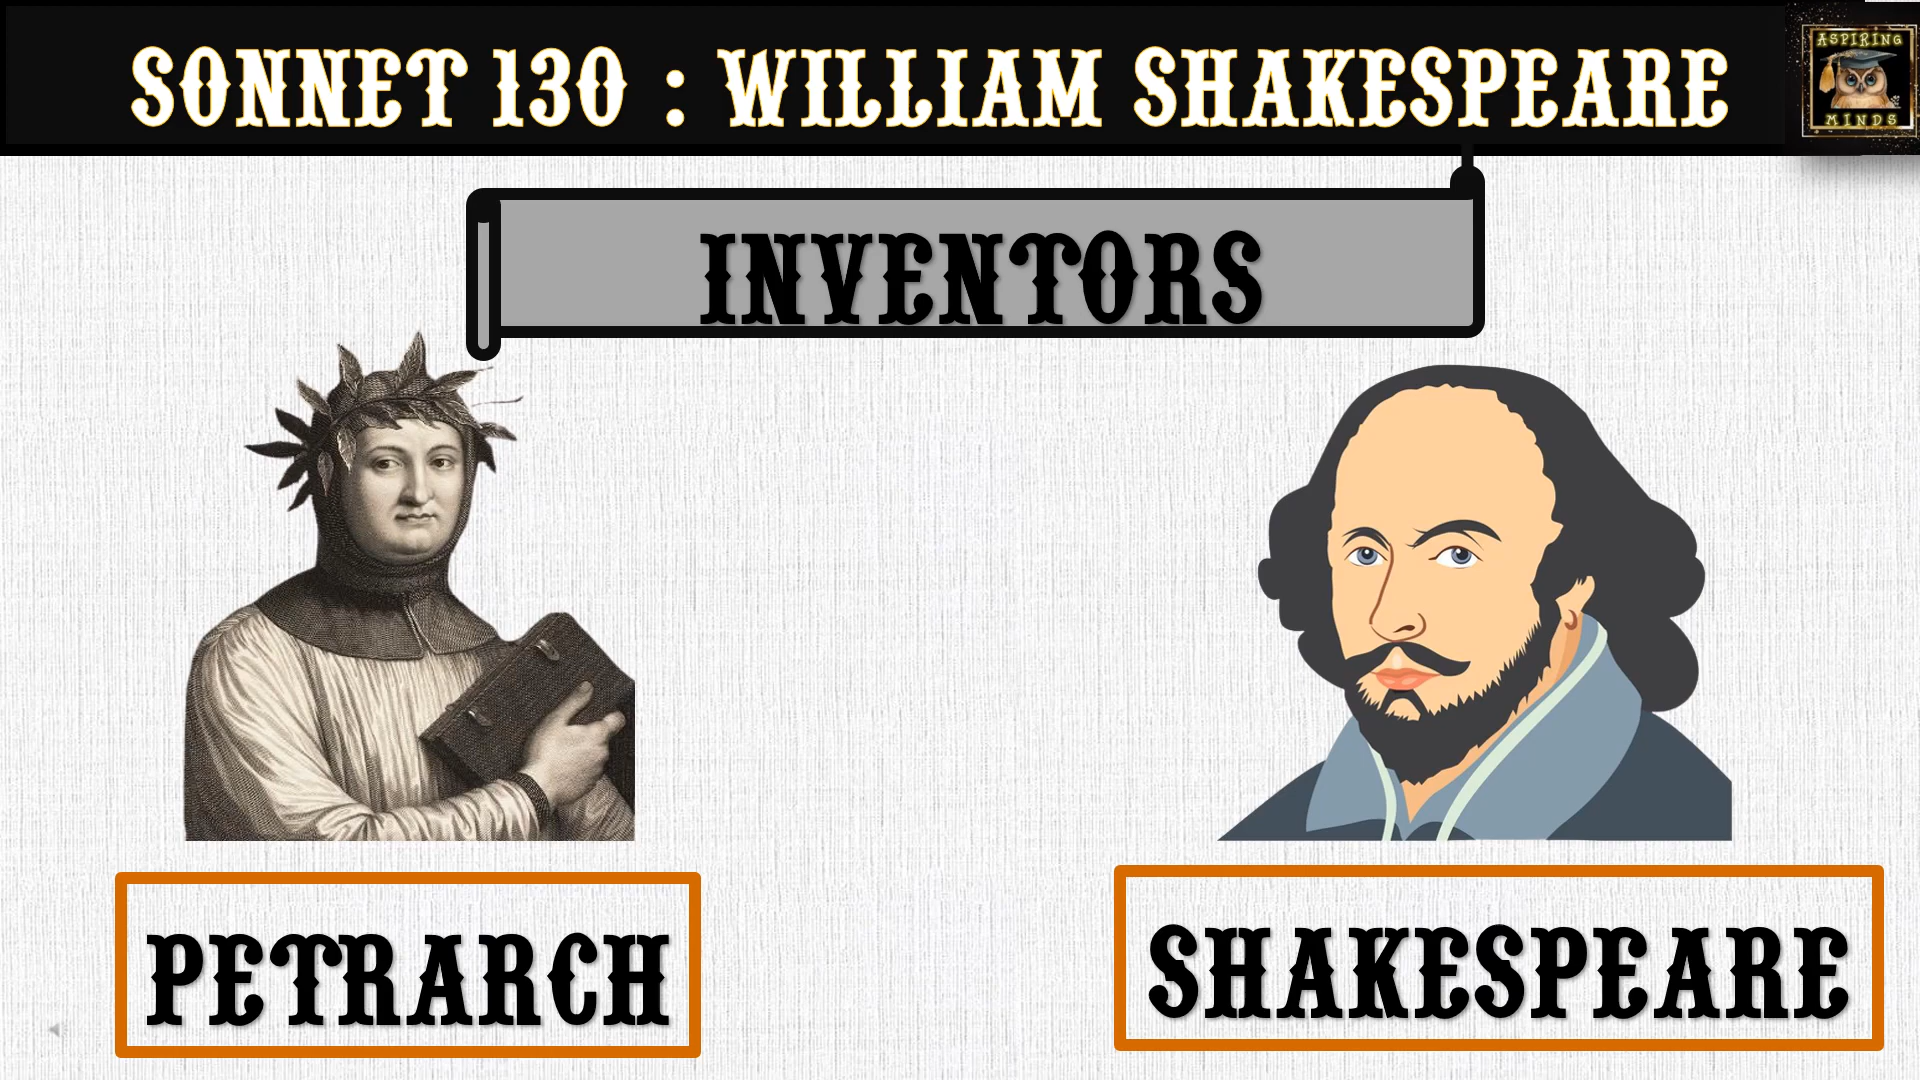 SONNET 130 : WILLIAM SHAKESPEARE
ASPIRING
MINDS
INVENTORS
PETRARCH
SHAKESPEARE